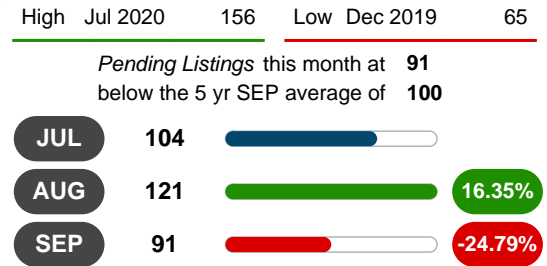 High Jul 2020 156 Low Dec 2019 65
Pending Listings this month at 91
below the 5 yr SEP average of 100
JUL 104
AUG 121 16.35%
SEP 91 -24.79%